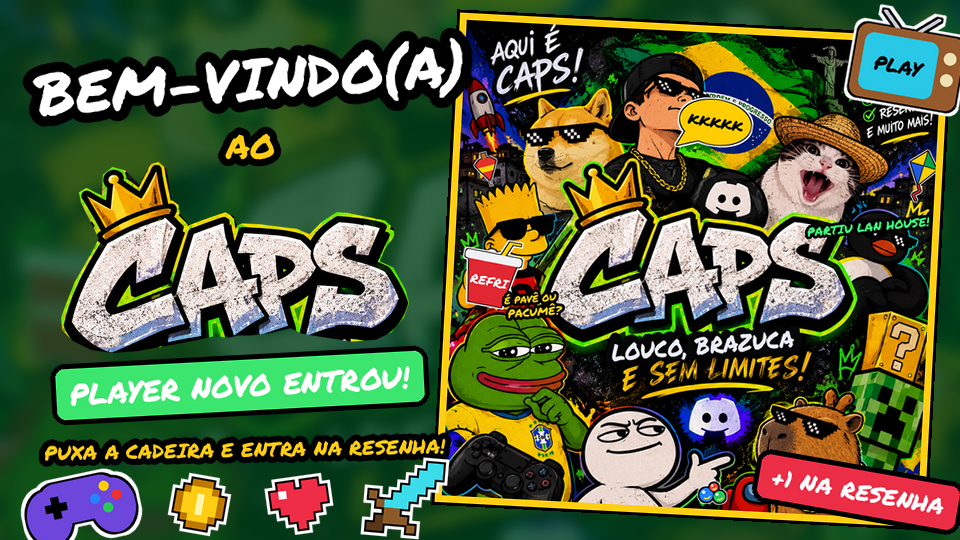 BEM-VINDO(A)
AO
CAPS
PLAYER NOVO ENTROU!
PUXA A CADEIRA E ENTRA NA RESENHA!
AQUI É
CAPS!
KKKKK
PLAY
E MUITO MAIS!
PARTIU LAN HOUSE!
REFRI
É PAVÊ OU
PACUMÊ?
CAPS
LOUCO, BRAZUCA
E SEM LIMITES!
?
+1 NA RESENHA